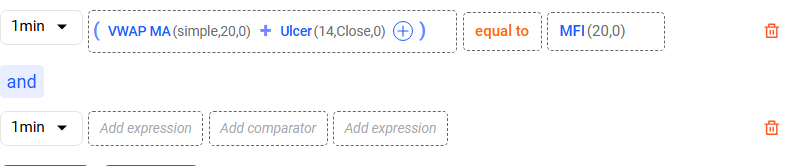 1min ( VWAP MA (simple,20,0) + Ulcer (14,Close,0) + ) equal to MFI (20,0)
and
1min Add expression Add comparator Add expression